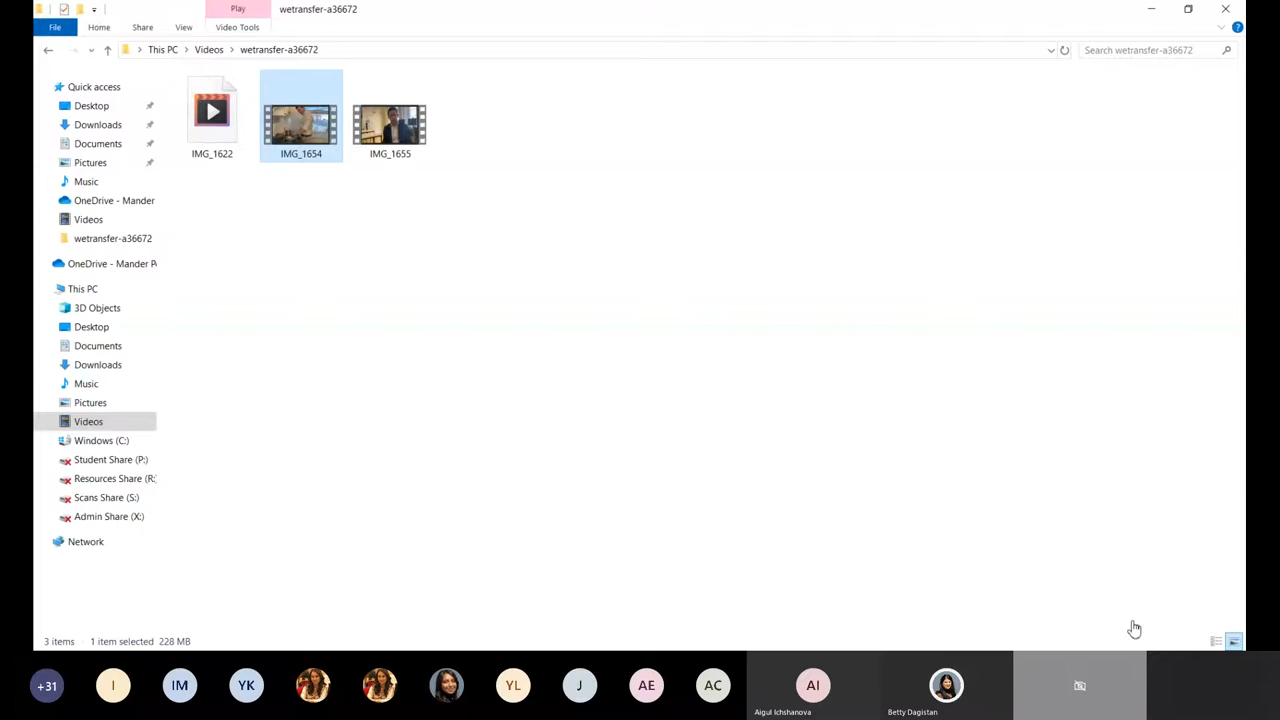 Play
wetransfer-a36672
File
Home
Share
View
Video Tools
This PC
Videos
wetransfer-a36672
Search wetransfer-a36672
Quick access
Desktop
Downloads
Documents
Pictures
Music
OneDrive - Mander
Videos
wetransfer-a36672
OneDrive - Mander P
This PC
3D Objects
Desktop
Documents
Downloads
Music
Pictures
Videos
Windows (C:)
Student Share (P:)
Resources Share (R:
Scans Share (S:)
Admin Share (X:)
Network
IMG_1622
IMG_1654
IMG_1655
3 items
1 item selected 228 MB
+31
I
IM
YK
YL
J
AE
AC
AI
Aigul Ichshanova
Betty Dagistan